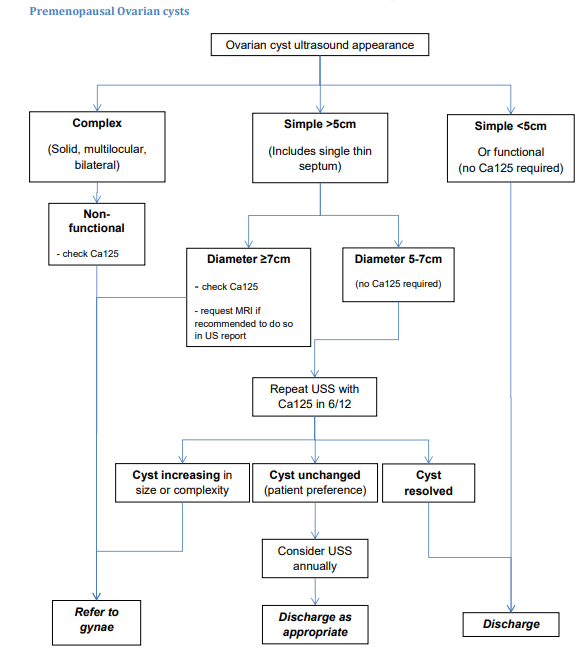 Premenopausal Ovarian cysts
Ovarian cyst ultrasound appearance
Complex
(Solid, multilocular,
bilateral)
Simple >5cm
(Includes single thin
septum)
Simple <5cm
Or functional
(no Ca125 required)
Non-
functional
- check Ca125
Diameter ≥7cm
- check Ca125
- request MRI if
recommended to do so
in US report
Diameter 5-7cm
(no Ca125 required)
Repeat USS with
Ca125 in 6/12
Cyst increasing in
size or complexity
Cyst unchanged
(patient preference)
Cyst
resolved
Consider USS
annually
Refer to
gynae
Discharge as
appropriate
Discharge